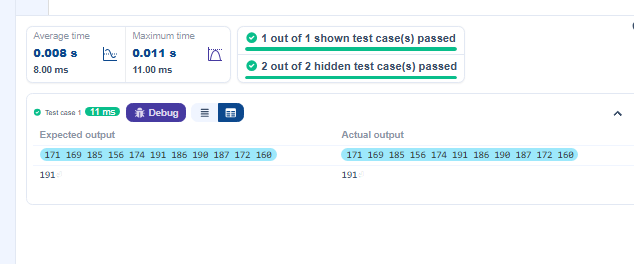 Average time
0.008 s
8.00 ms
Maximum time
0.011 s
11.00 ms
1 out of 1 shown test case(s) passed
2 out of 2 hidden test case(s) passed
Test case 1 11 ms Debug
Expected output
171 169 185 156 174 191 186 190 187 172 160
191
Actual output
171 169 185 156 174 191 186 190 187 172 160
191